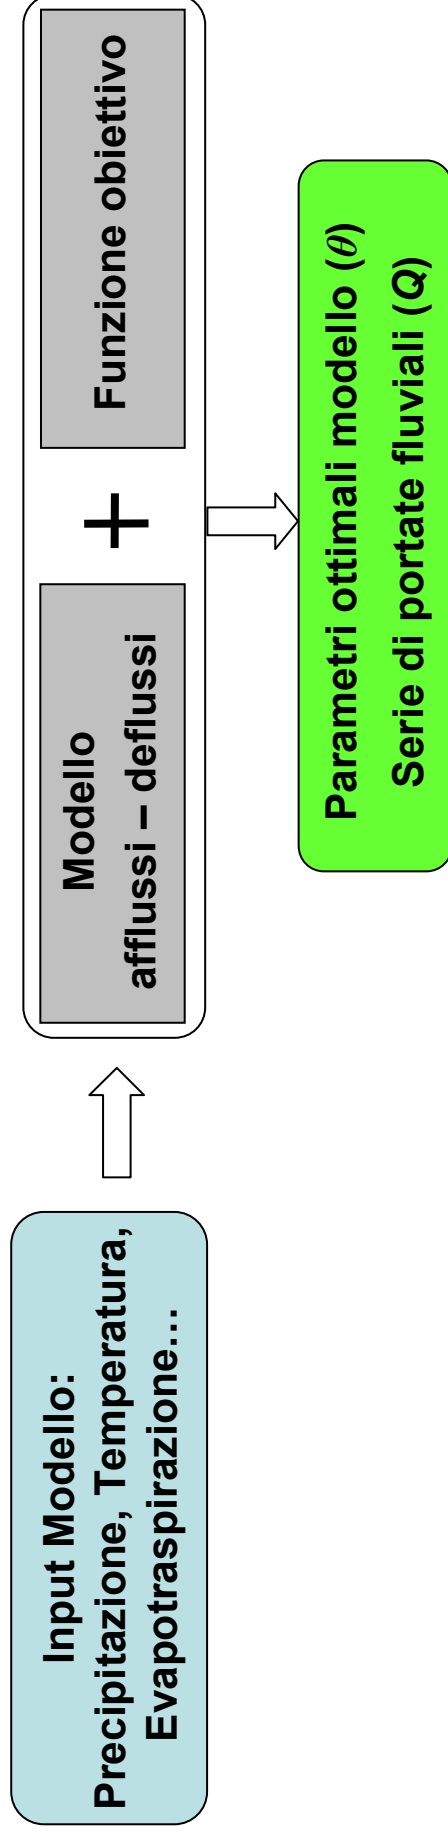 Input Modello:
Precipitazione, Temperatura,
Evapotraspirazione…
Modello
afflussi – deflussi
+
Funzione obiettivo
Parametri ottimali modello (θ)
Serie di portate fluviali (Q)